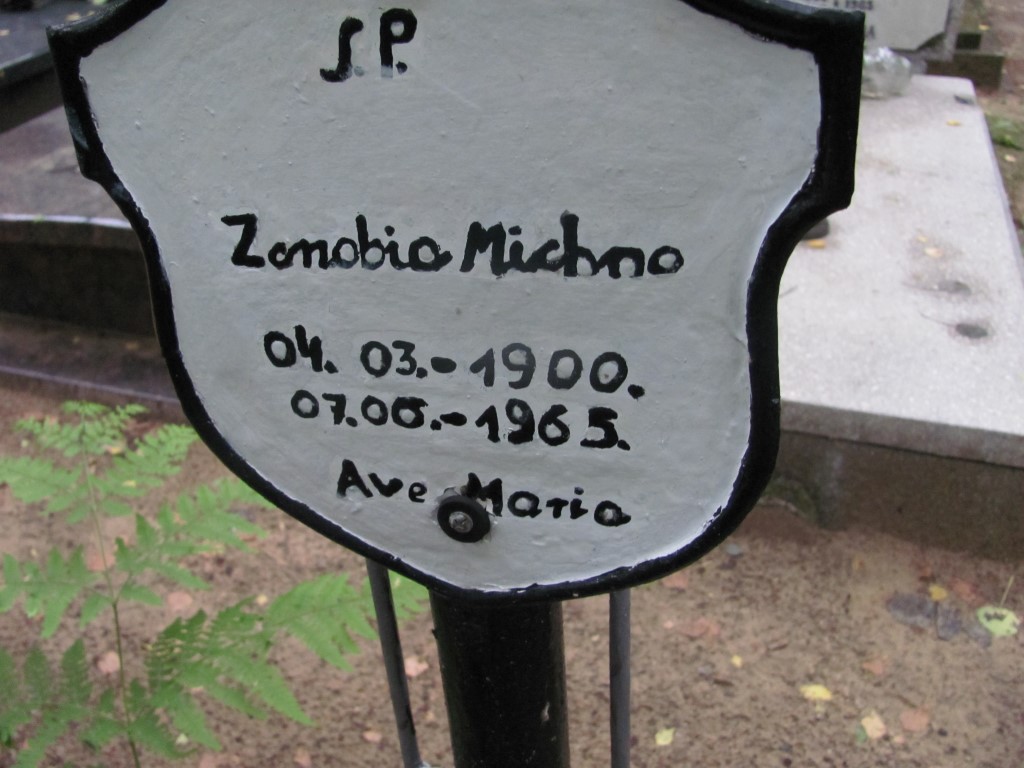 S.P.
Zenobia Michno
04.03.-1900.
07.06.-1965.
Ave Maria